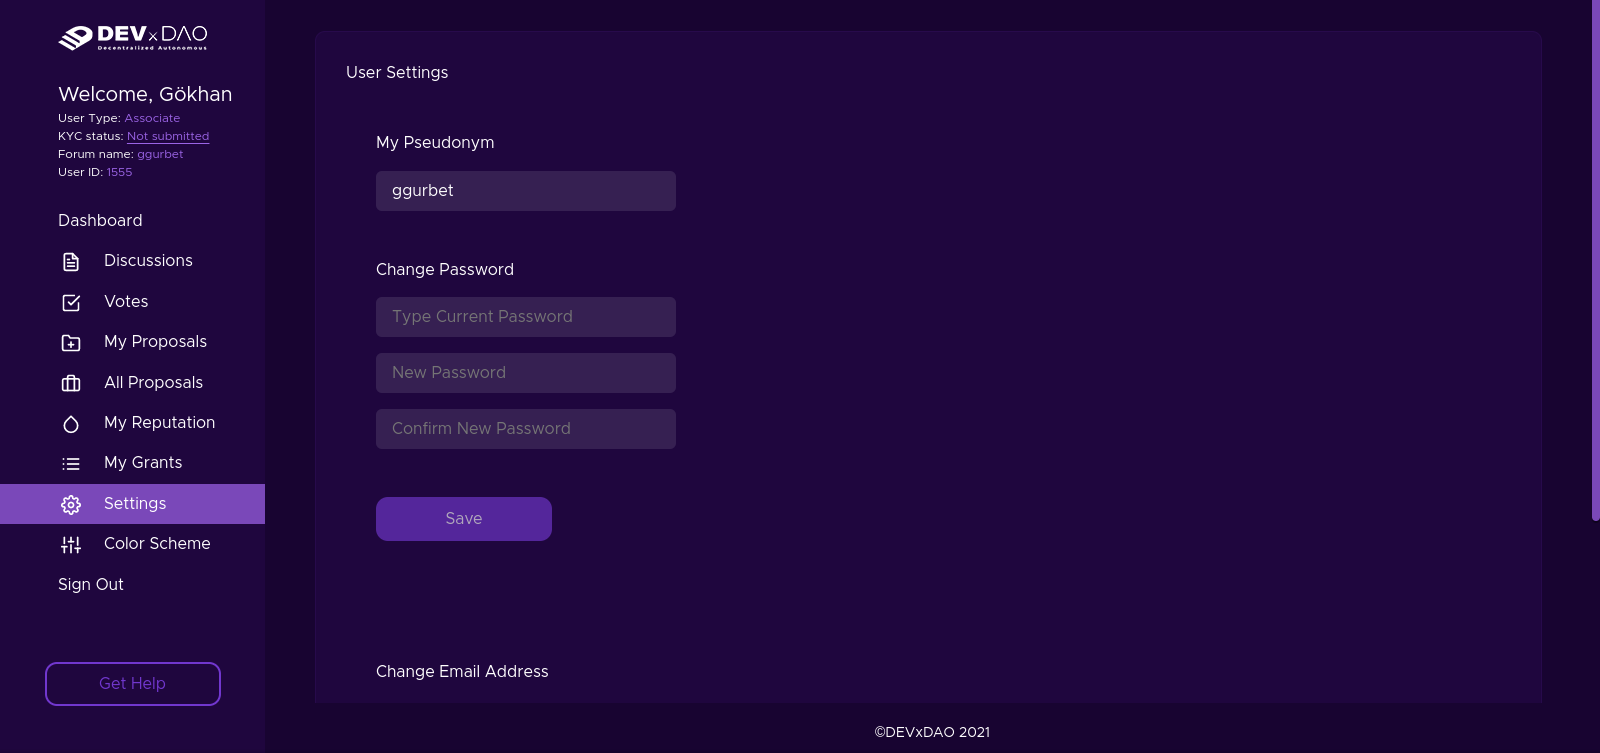 DEVxDAO
Decentralized Autonomous
Welcome, Gökhan
User Type: Associate
KYC status: Not submitted
Forum name: ggurbet
User ID: 1555
Dashboard
Discussions
Votes
My Proposals
All Proposals
My Reputation
My Grants
Settings
Color Scheme
Sign Out
Get Help
User Settings
My Pseudonym
ggurbet
Change Password
Type Current Password
New Password
Confirm New Password
Save
Change Email Address
©DEVxDAO 2021